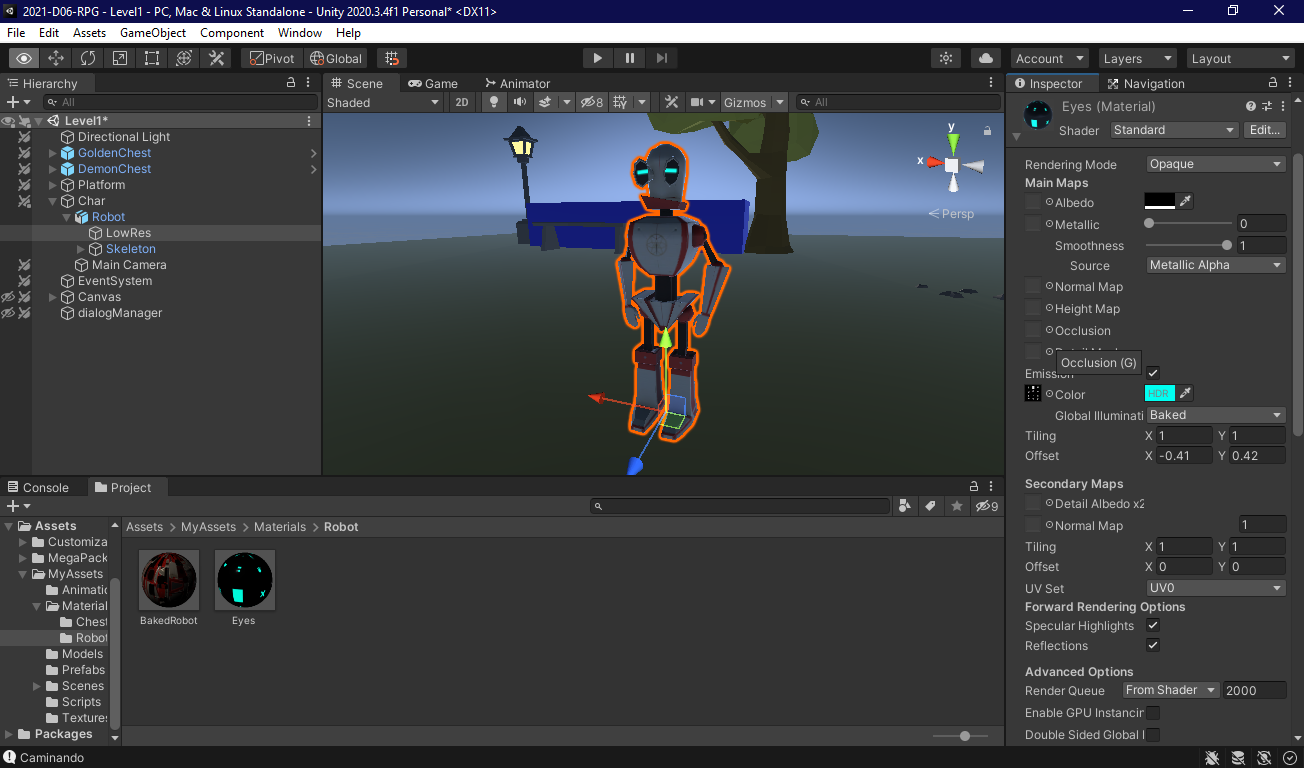 2021-D06-RPG - Level1 - PC, Mac & Linux Standalone - Unity 2020.3.4f1 Personal* <DX11>
File Edit Assets GameObject Component Window Help
Pivot Global Account Layers Layout
Hierarchy
All
Level1*
Directional Light
GoldenChest
DemonChest
Platform
Char
Robot
LowRes
Skeleton
Main Camera
EventSystem
Canvas
dialogManager
Scene Game Animator
Shaded 2D 8 Gizmos All
y
x
Persp
Inspector Navigation
Eyes (Material)
Shader Standard Edit...
Rendering Mode Opaque
Main Maps
Albedo
Metallic 0
Smoothness 1
Source Metallic Alpha
Normal Map
Height Map
Occlusion
Occlusion (G)
Emission
Color HDR
Global Illuminati Baked
Tiling X 1 Y 1
Offset X -0.41 Y 0.42
Secondary Maps
Detail Albedo x2
Normal Map 1
Tiling X 1 Y 1
Offset X 0 Y 0
UV Set UV0
Forward Rendering Options
Specular Highlights
Reflections
Advanced Options
Render Queue From Shader 2000
Enable GPU Instancin
Double Sided Global I
Console Project
9
Assets
Customiza
MegaPack
MyAssets
Animatic
Material
Chest
Robot
Models
Prefabs
Scenes
Scripts
Textures
Packages
Assets > MyAssets > Materials > Robot
BakedRobot Eyes
Caminando